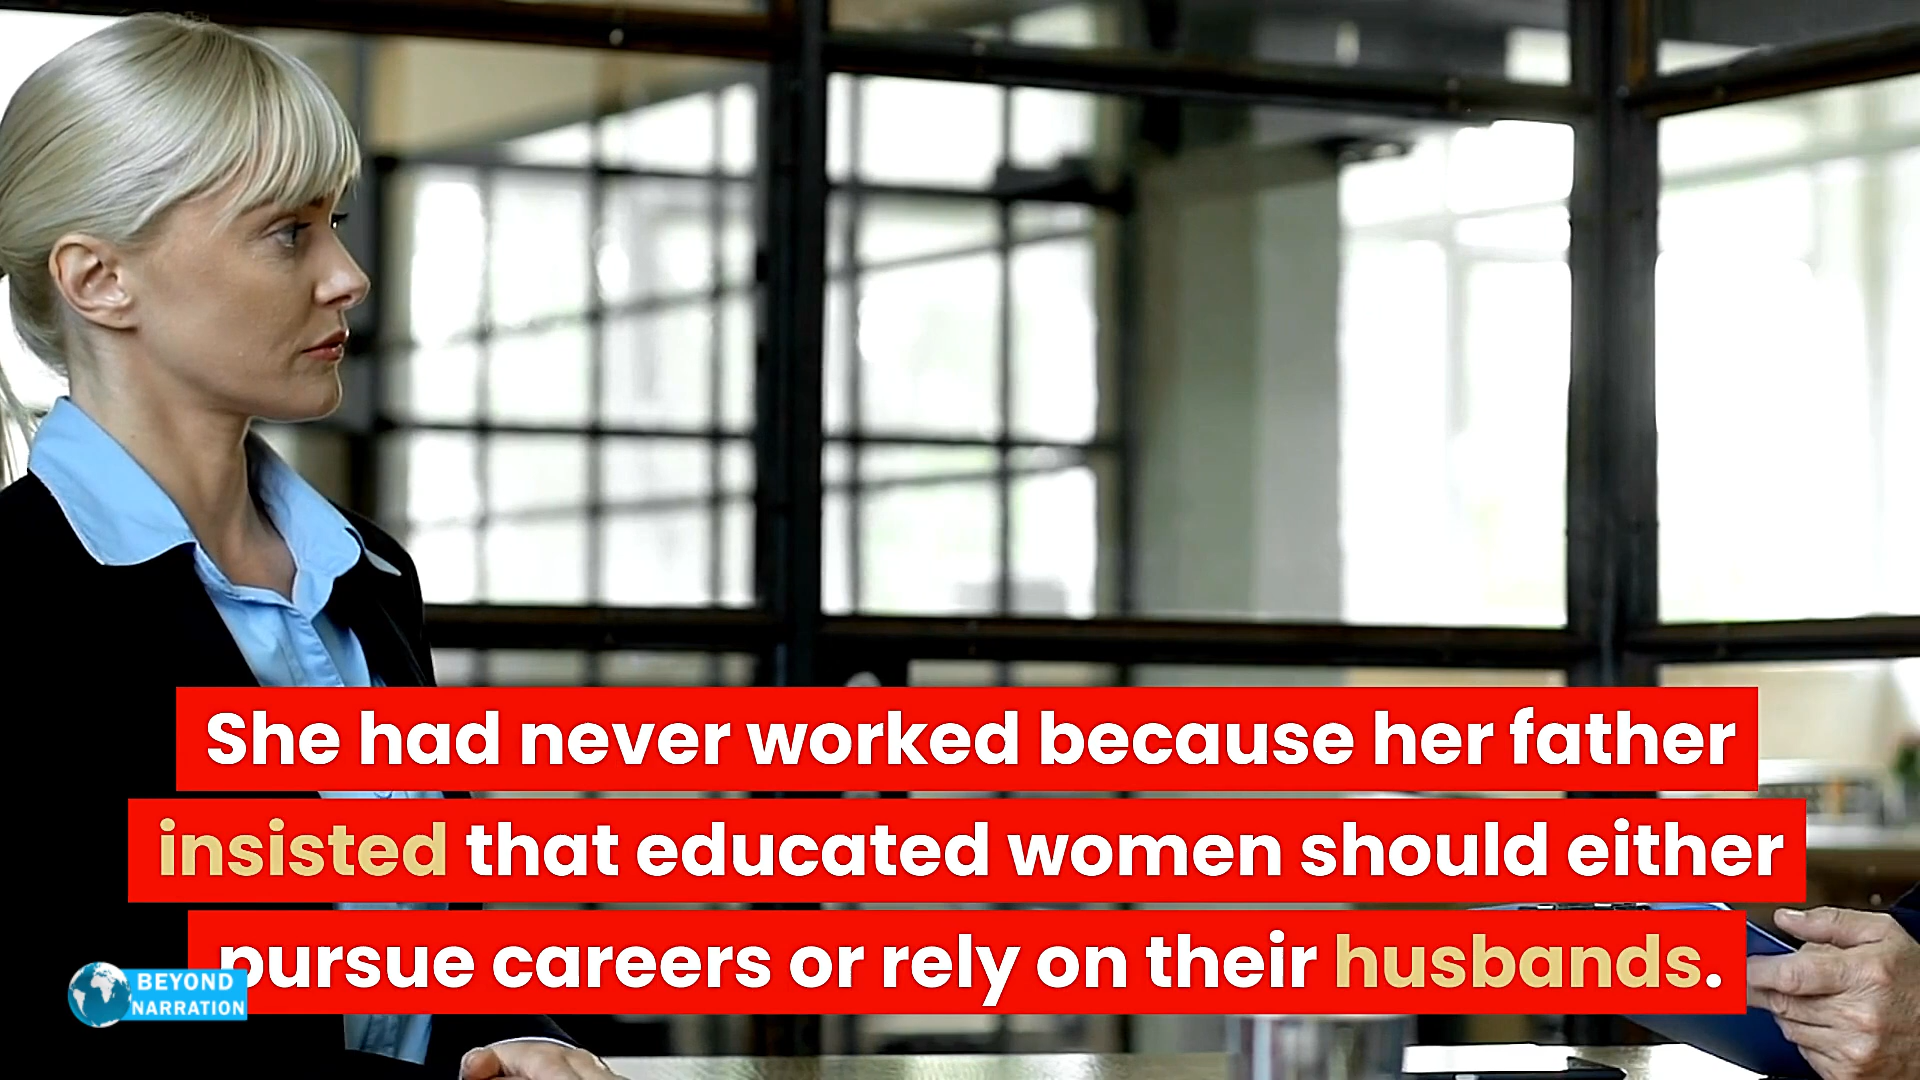 She had never worked because her father
insisted that educated women should either
pursue careers or rely on their husbands.
BEYOND
NARRATION